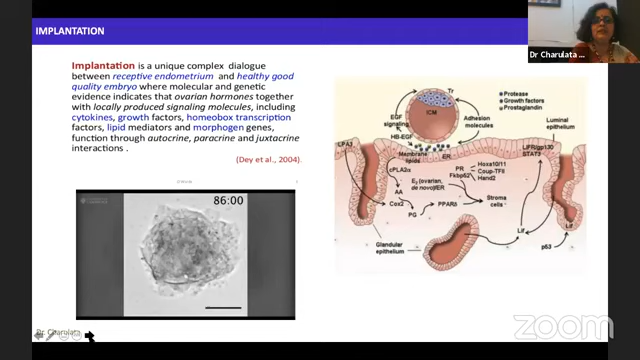 IMPLANTATION
Implantation is a unique complex dialogue
between receptive endometrium and healthy good
quality embryo where molecular and genetic
evidence indicates that ovarian hormones together
with locally produced signaling molecules, including
cytokines, growth factors, homeobox transcription
factors, lipid mediators and morphogen genes,
function through autocrine, paracrine and juxtacrine
interactions .
(Dey et al., 2004).
86:00
Dr. Charulata
Tr
ICM
EGF
signaling
HB-EGF
Adhesion
molecules
Protease
Growth factors
Prostaglandin
Luminal
epithelium
LPA3
Membrane
lipids
ER
LIFR/gp130
STAT3
cPLA2α
AA
Cox2
PG
E2 (ovarian,
de novo)/ER
PPARδ
PR
Fkbp52
Hoxa10/11
Coup-TFII
Hand2
Stroma
cells
Glandular
epithelium
Lif
Lif
p53
Dr Charulata
zoom